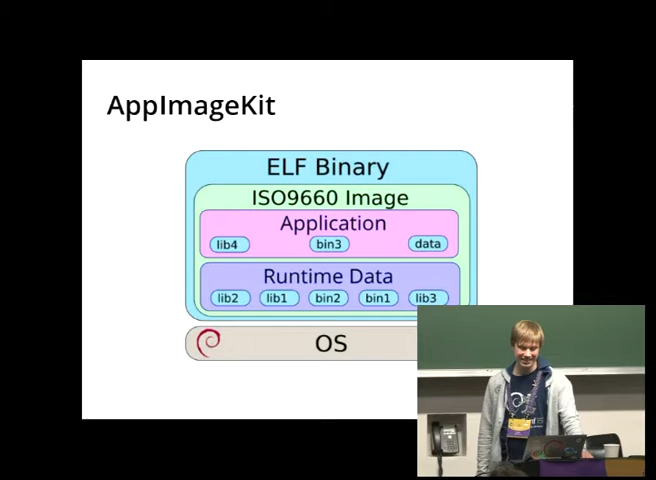 AppImageKit
ELF Binary
ISO9660 Image
Application
lib4 bin3 data
Runtime Data
lib2 lib1 bin2 bin1 lib3
OS